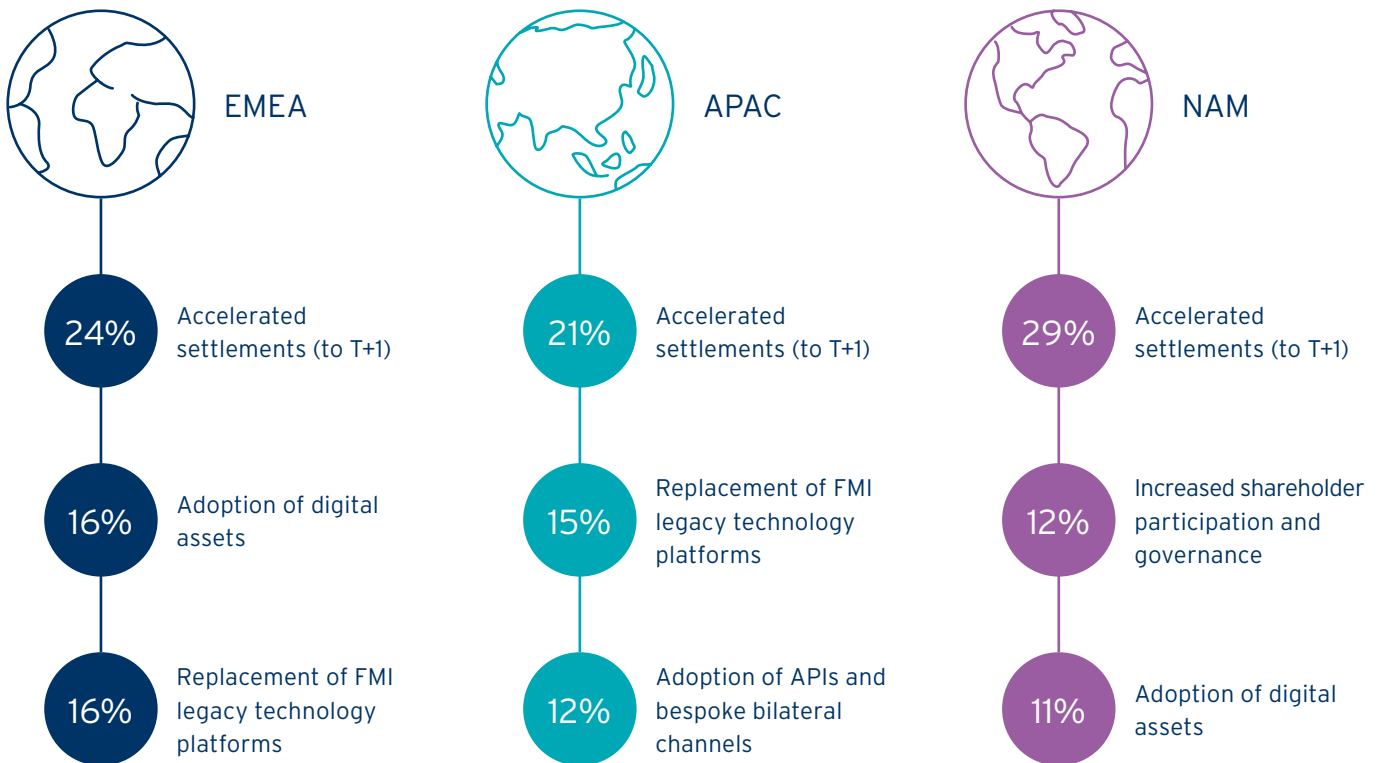 EMEA
24%
Accelerated
settlements (to T+1)
16%
Adoption of digital
assets
16%
Replacement of FMI
legacy technology
platforms
APAC
21%
Accelerated
settlements (to T+1)
15%
Replacement of FMI
legacy technology
platforms
12%
Adoption of APIs and
bespoke bilateral
channels
NAM
29%
Accelerated
settlements (to T+1)
12%
Increased shareholder
participation and
governance
11%
Adoption of digital
assets